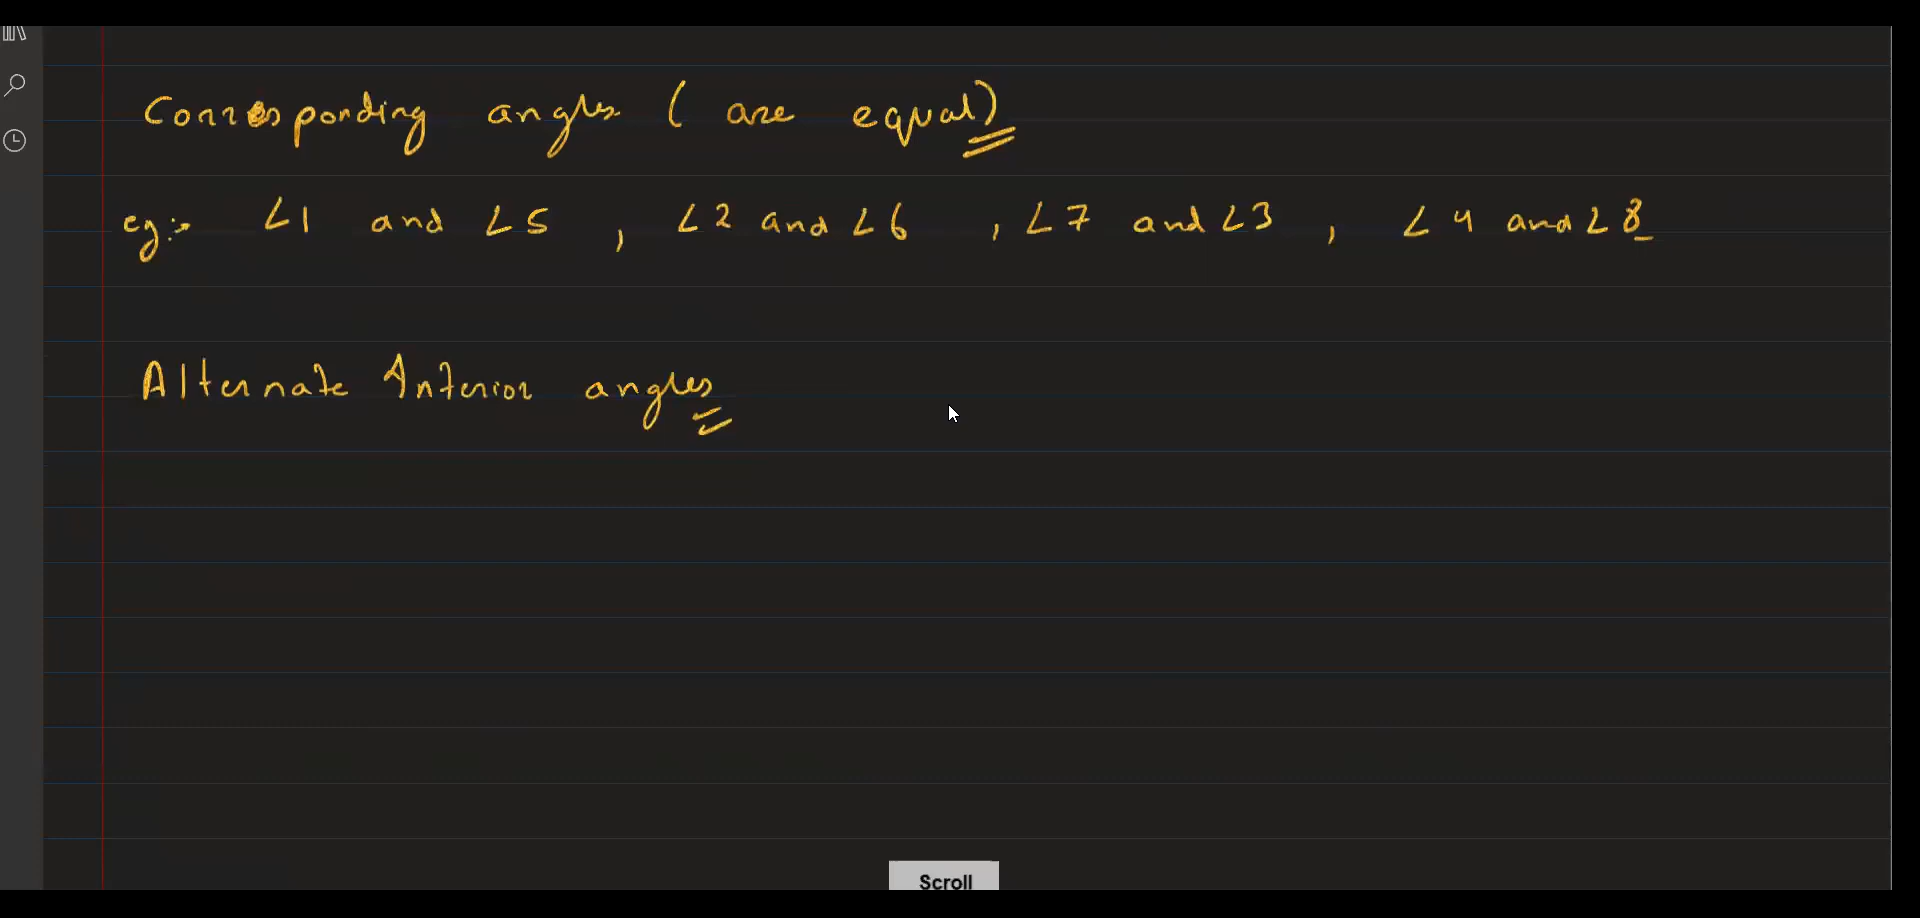 Corresponding angles ( are equal)
eg:- ∠1 and ∠5 , ∠2 and ∠6 , ∠7 and ∠3 , ∠4 and ∠8
Alternate Interior angles
Scroll